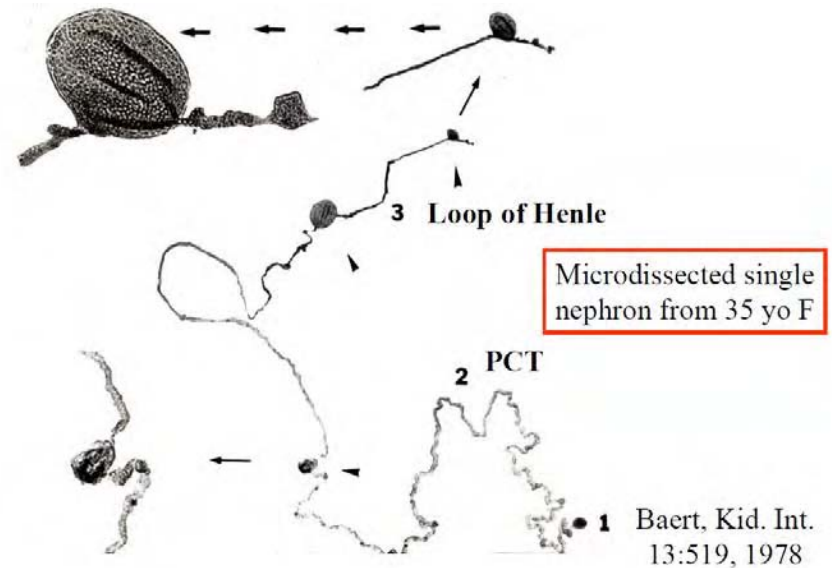 3 Loop of Henle
Microdissected single
nephron from 35 yo F
2 PCT
1 Baert, Kid. Int.
13:519, 1978